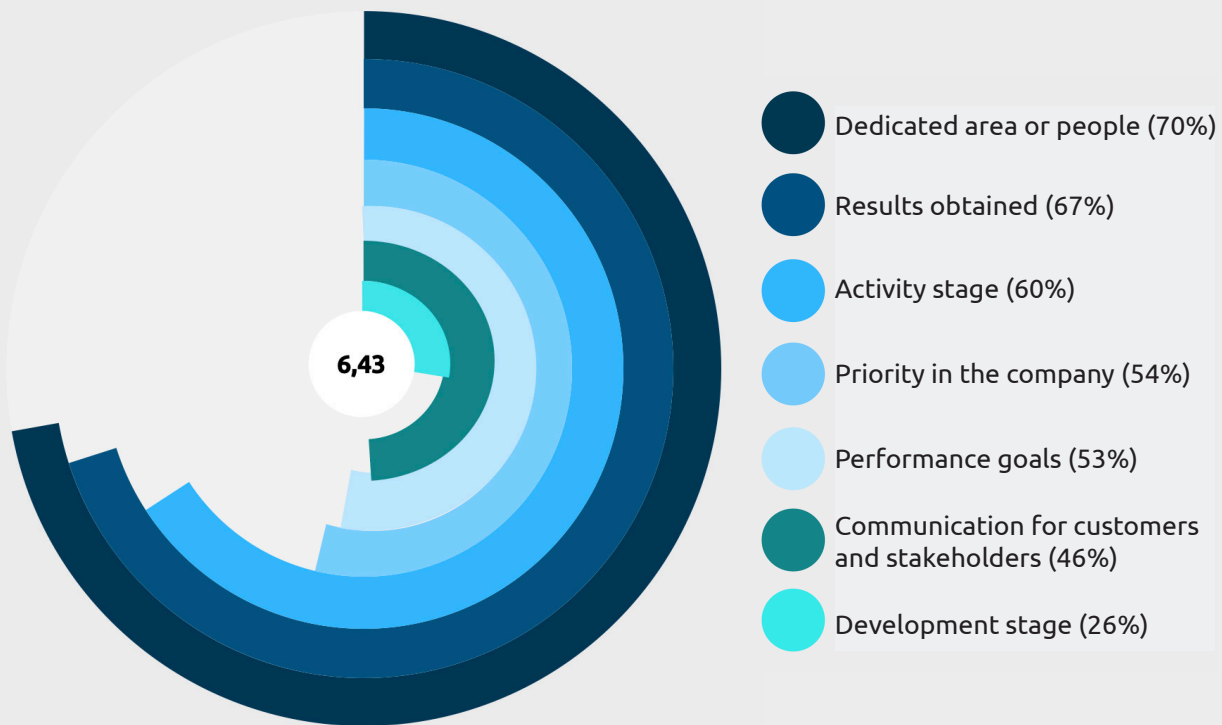 6,43
Dedicated area or people (70%)
Results obtained (67%)
Activity stage (60%)
Priority in the company (54%)
Performance goals (53%)
Communication for customers
and stakeholders (46%)
Development stage (26%)